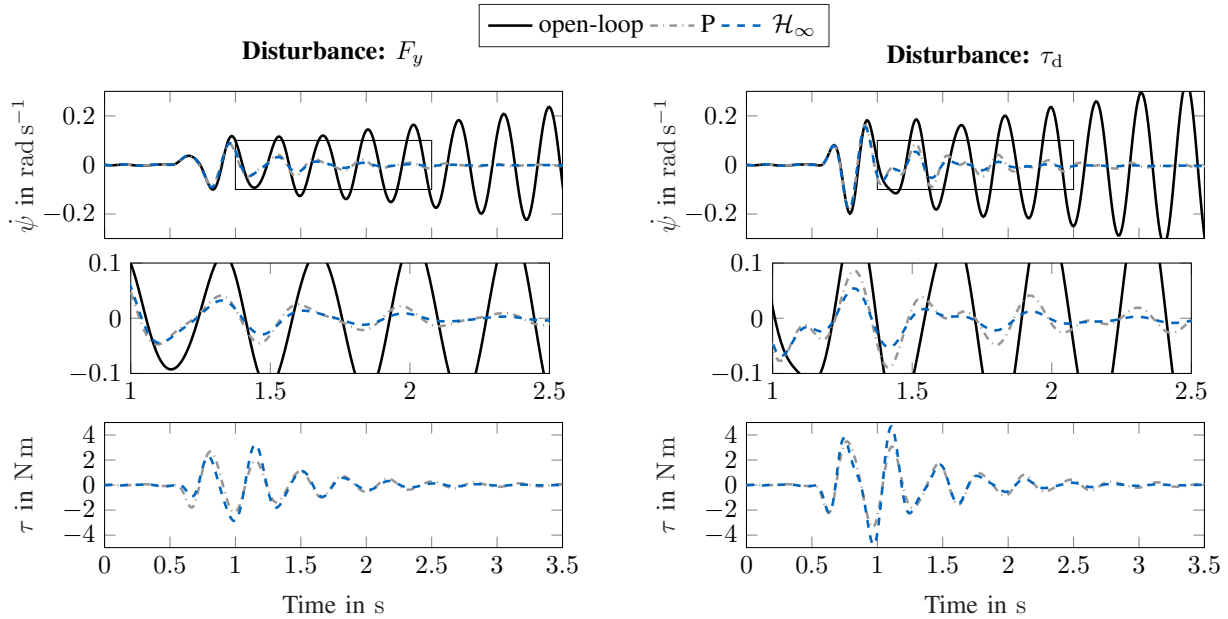 open-loop P ℋ∞
Disturbance: F_y
Disturbance: τ_d
ψ̇ in rad s⁻¹
0.2
0
−0.2
ψ̇ in rad s⁻¹
0.2
0
−0.2
0.1
0
−0.1
1 1.5 2 2.5
0.1
0
−0.1
1 1.5 2 2.5
τ in N m
4
2
0
−2
−4
0 0.5 1 1.5 2 2.5 3 3.5
Time in s
τ in N m
4
2
0
−2
−4
0 0.5 1 1.5 2 2.5 3 3.5
Time in s